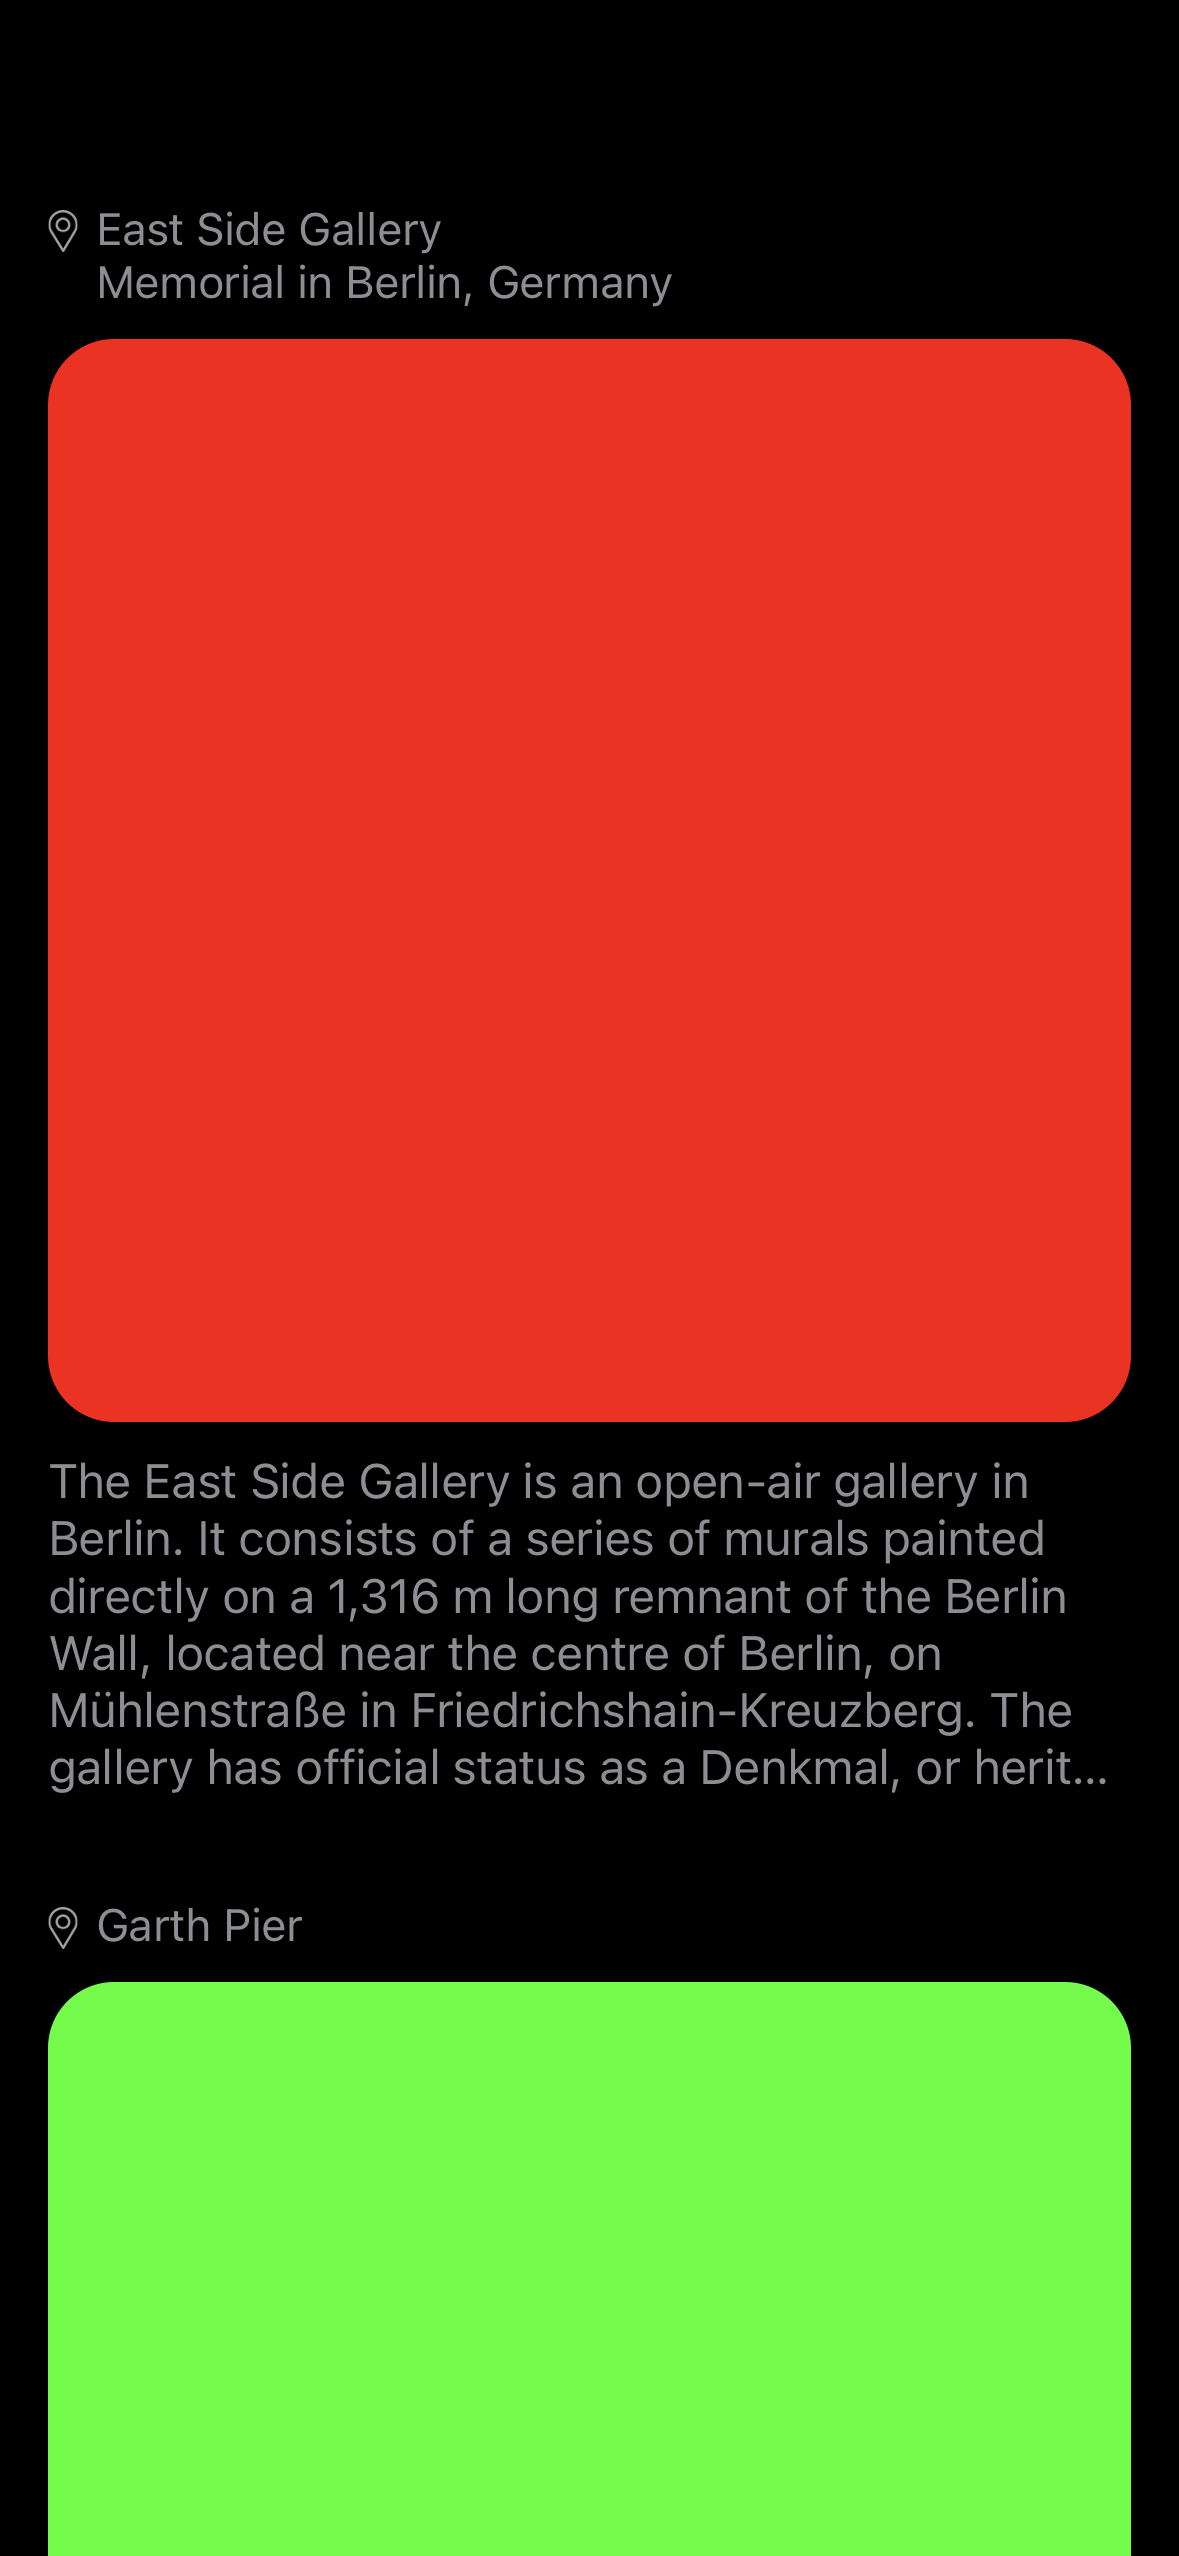 East Side Gallery
Memorial in Berlin, Germany
The East Side Gallery is an open-air gallery in
Berlin. It consists of a series of murals painted
directly on a 1,316 m long remnant of the Berlin
Wall, located near the centre of Berlin, on
Mühlenstraße in Friedrichshain-Kreuzberg. The
gallery has official status as a Denkmal, or herit...
Garth Pier